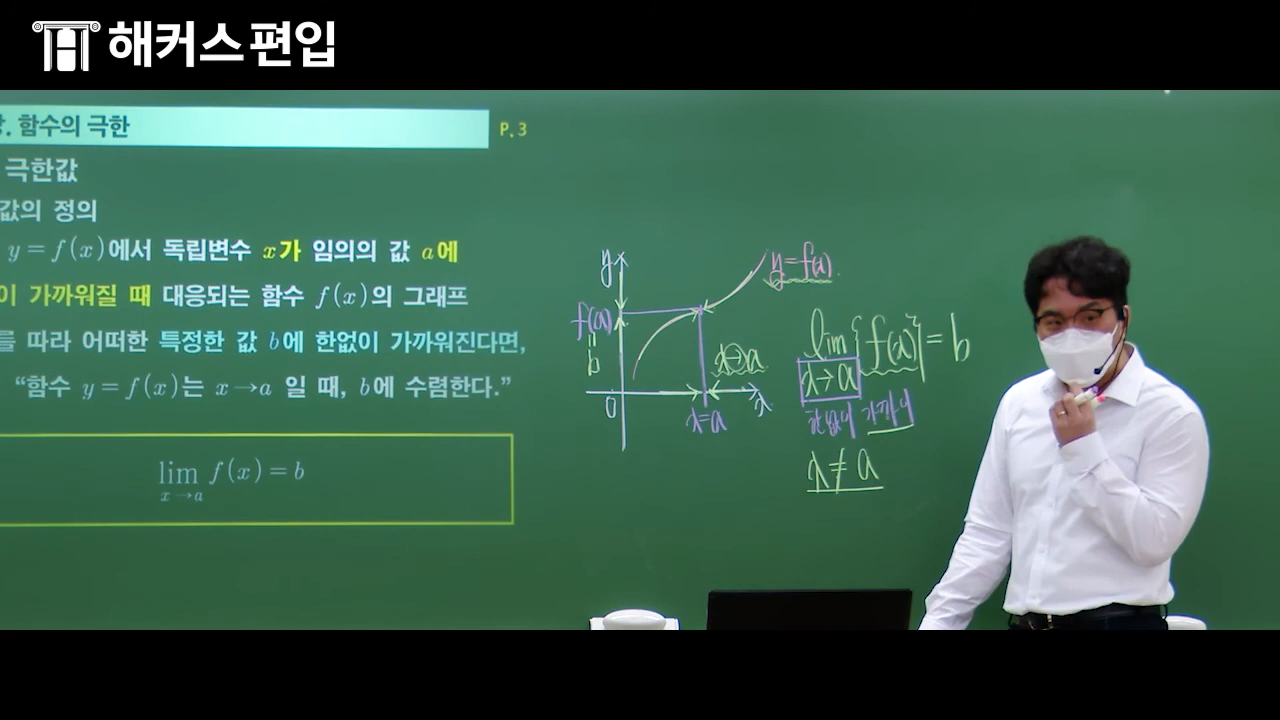 해커스편입
. 함수의 극한
P.3
극한값
값의 정의
y = f(x)에서 독립변수 x가 임의의 값 a에
이 가까워질 때 대응되는 함수 f(x)의 그래프
를 따라 어떠한 특정한 값 b에 한없이 가까워진다면,
“함수 y = f(x)는 x→a 일 때, b에 수렴한다.”
lim f(x) = b
x→a
y
y=f(x)
f(a)
=
b
x→a
0
x=a
x
lim {f(x)} = b
x→a
한없이 가까이
x≠a